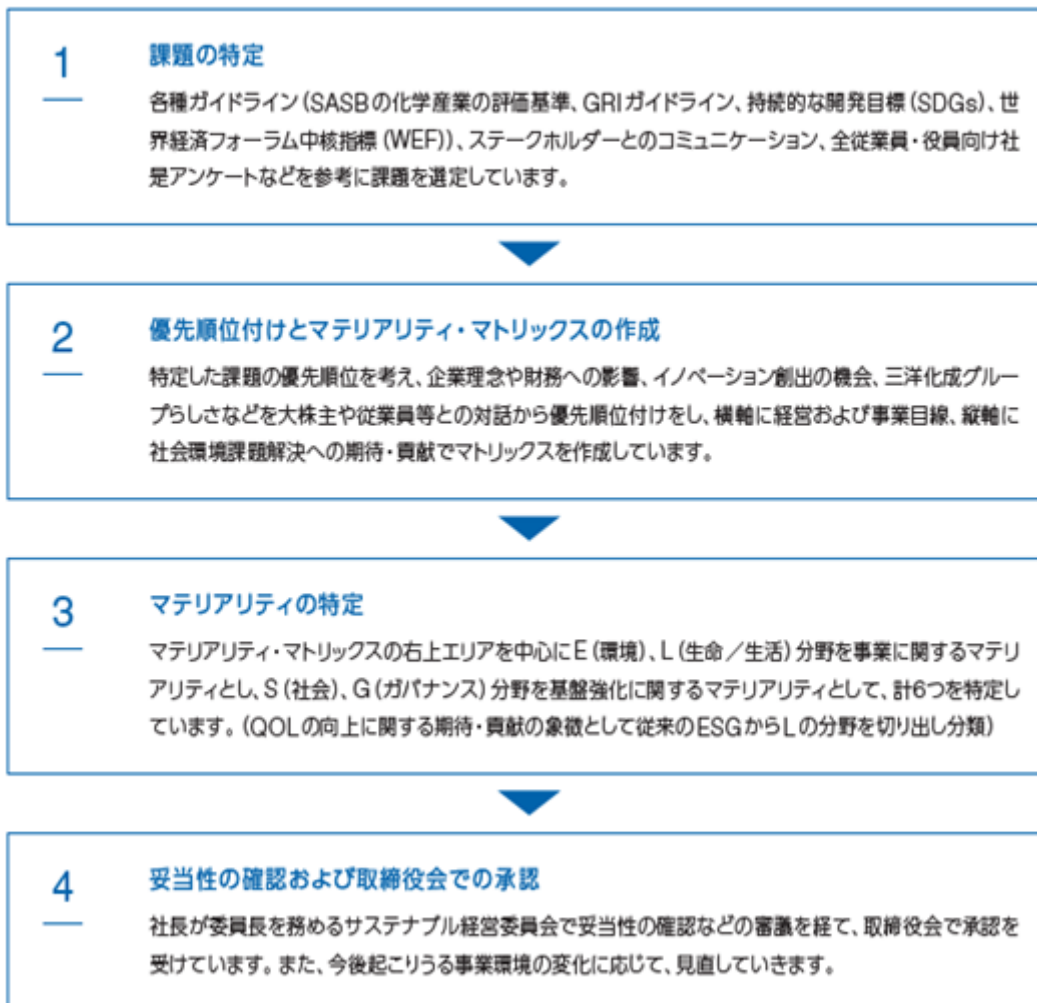 1
課題の特定
各種ガイドライン(SASBの化学産業の評価基準、GRIガイドライン、持続的な開発目標(SDGs)、世
界経済フォーラム中核指標(WEF))、ステークホルダーとのコミュニケーション、全従業員・役員向け社
是アンケートなどを参考に課題を選定しています。
2
優先順位付けとマテリアリティ・マトリックスの作成
特定した課題の優先順位を考え、企業理念や財務への影響、イノベーション創出の機会、三洋化成グルー
プらしさなどを大株主や従業員等との対話から優先順位付けをし、横軸に経営および事業目線、縦軸に
社会環境課題解決への期待・貢献でマトリックスを作成しています。
3
マテリアリティの特定
マテリアリティ・マトリックスの右上エリアを中心にE(環境)、L(生命/生活)分野を事業に関するマテリ
アリティとし、S(社会)、G(ガバナンス)分野を基盤強化に関するマテリアリティとして、計6つを特定し
ています。(QOLの向上に関する期待・貢献の象徴として従来のESGからLの分野を切り出し分類)
4
妥当性の確認および取締役会での承認
社長が委員長を務めるサステナブル経営委員会で妥当性の確認などの審議を経て、取締役会で承認を
受けています。また、今後起こりうる事業環境の変化に応じて、見直していきます。